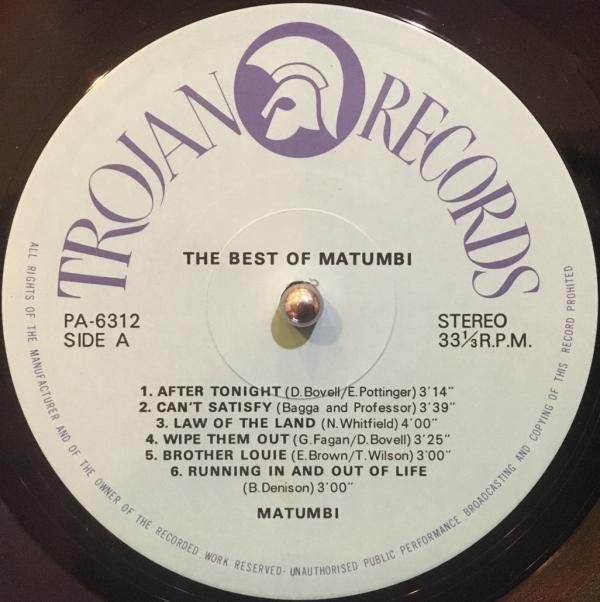 TROJAN RECORDS
THE BEST OF MATUMBI
PA-6312
SIDE A
STEREO
33⅓R.P.M.
1. AFTER TONIGHT (D.Bovell/E.Pottinger) 3'14"
2. CAN'T SATISFY (Bagga and Professor) 3'39"
3. LAW OF THE LAND (N.Whitfield) 4'00"
4. WIPE THEM OUT (G.Fagan/D.Bovell) 3'25"
5. BROTHER LOUIE (E.Brown/T.Wilson) 3'00"
6. RUNNING IN AND OUT OF LIFE
(B.Denison) 3'00"
MATUMBI
ALL RIGHTS OF THE MANUFACTURER AND OF THE OWNER OF THE RECORDED WORK RESERVED- UNAUTHORISED PUBLIC PERFORMANCE BROADCASTING AND COPYING OF THIS RECORD PROHITED